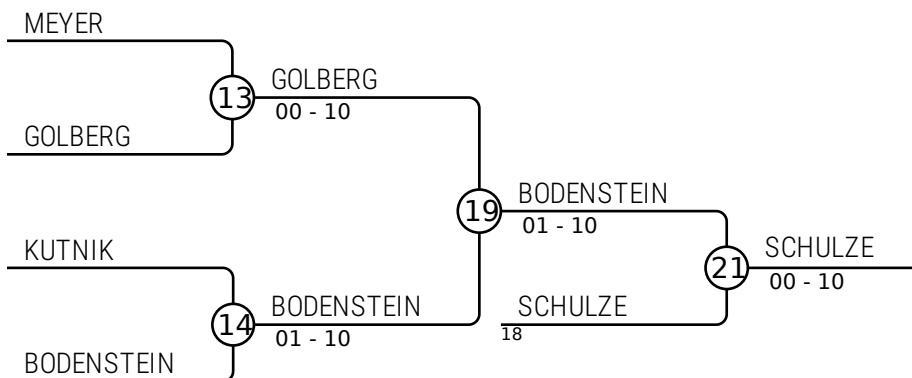 MEYER
13
GOLBERG
00 - 10
GOLBERG
19
BODENSTEIN
01 - 10
KUTNIK
21
SCHULZE
00 - 10
14
BODENSTEIN
01 - 10
SCHULZE
18
BODENSTEIN